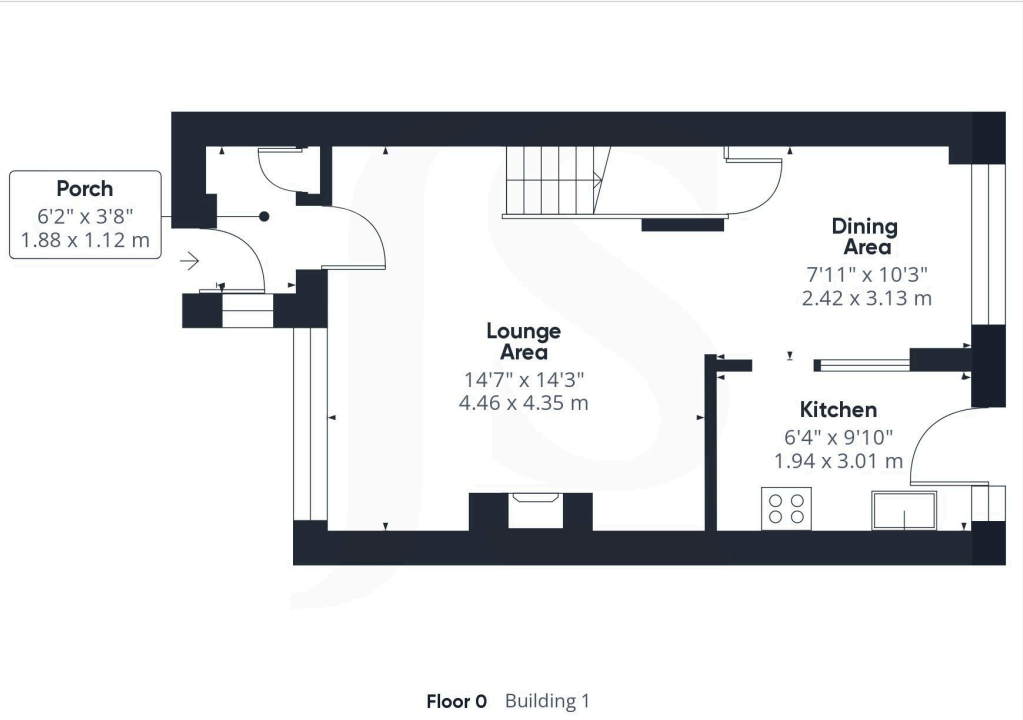 Porch
6'2" x 3'8"
1.88 x 1.12 m
Dining
Area
7'11" x 10'3"
2.42 x 3.13 m
Lounge
Area
14'7" x 14'3"
4.46 x 4.35 m
Kitchen
6'4" x 9'10"
1.94 x 3.01 m
Floor 0 Building 1